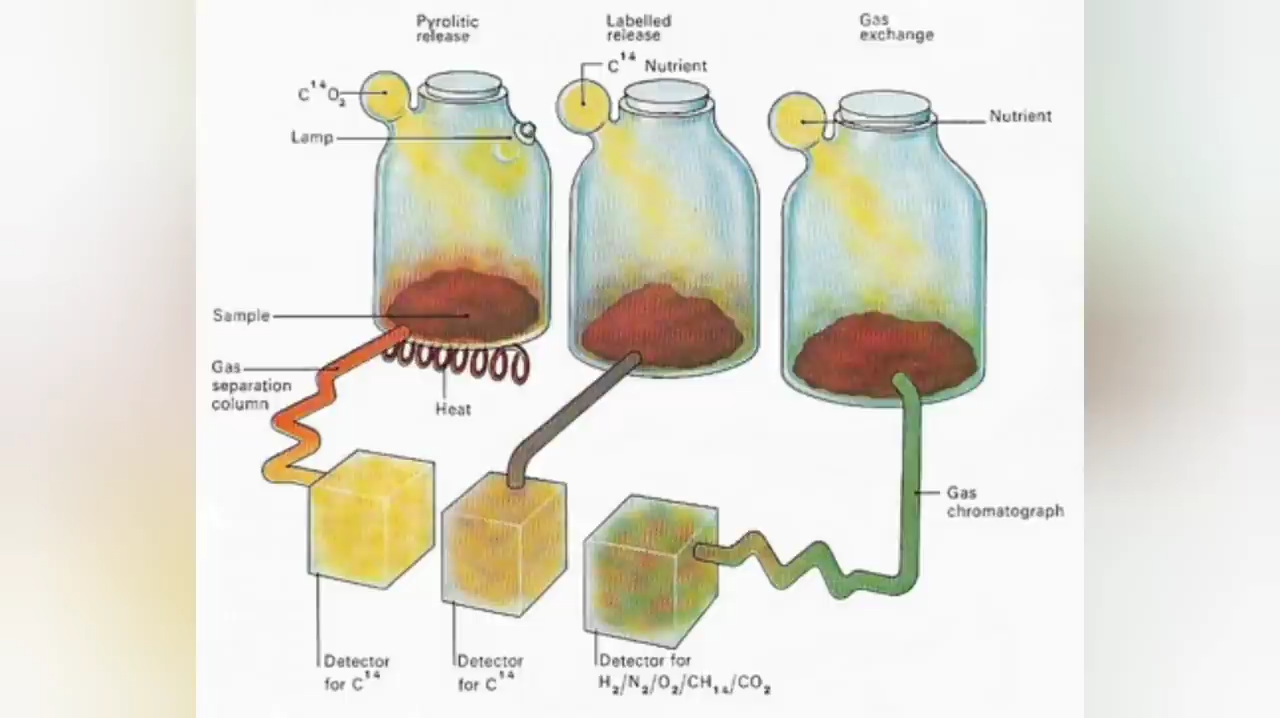 Pyrolitic
release
Labelled
release
Gas
exchange
C¹⁴O₂
C¹⁴ Nutrient
Nutrient
Lamp
Sample
Gas
separation
column
Heat
Gas
chromatograph
Detector
for C¹⁴
Detector
for C¹⁴
Detector for
H₂/N₂/O₂/CH₁₄/CO₂